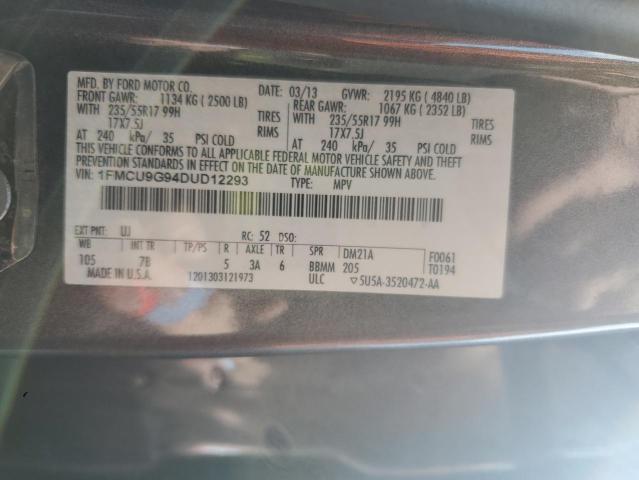 MFD. BY FORD MOTOR CO.
DATE: 03/13 GVWR: 2195 KG ( 4840 LB)
FRONT GAWR: 1134 KG ( 2500 LB) REAR GAWR: 1067 KG ( 2352 LB)
WITH 235/55R17 99H TIRES WITH 235/55R17 99H TIRES
17X7.5J RIMS 17X7.5J RIMS
AT 240 kPa/ 35 PSI COLD AT 240 kPa/ 35 PSI COLD
THIS VEHICLE CONFORMS TO ALL APPLICABLE FEDERAL MOTOR VEHICLE SAFETY AND THEFT
PREVENTION STANDARDS IN EFFECT ON THE DATE OF MANUFACTURE SHOWN ABOVE.
VIN: 1FMCU9G94DUD12293 TYPE: MPV
EXT PNT: UJ RC: 52 DSO:
WB INT TR TP/PS R AXLE TR SPR DM21A F0061
105 7B 5 3A 6 BBMM 205 T0194
MADE IN U.S.A. 1201303121973 ULC ▽5U5A-3520472-AA